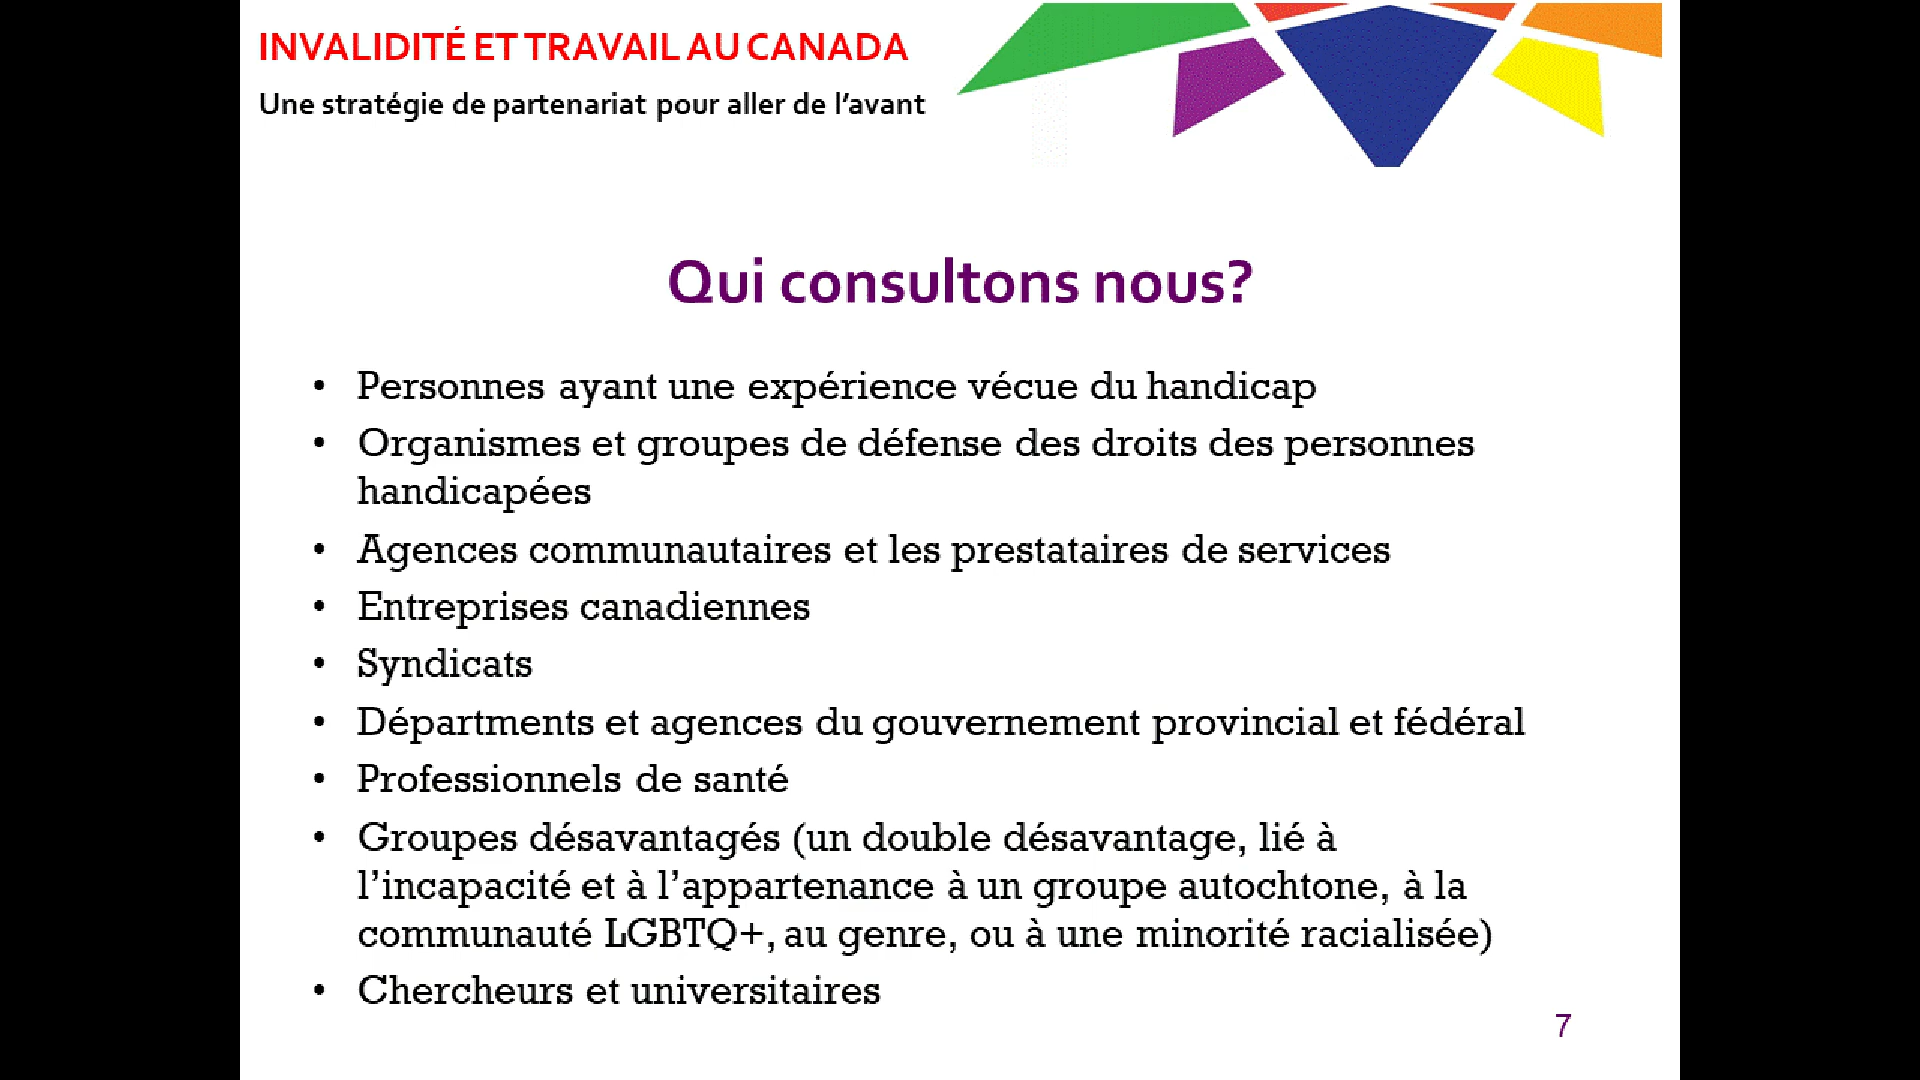 INVALIDITÉ ET TRAVAIL AU CANADA
Une stratégie de partenariat pour aller de l’avant
Qui consultons nous?
• Personnes ayant une expérience vécue du handicap
• Organismes et groupes de défense des droits des personnes
handicapées
• Agences communautaires et les prestataires de services
• Entreprises canadiennes
• Syndicats
• Départments et agences du gouvernement provincial et fédéral
• Professionnels de santé
• Groupes désavantagés (un double désavantage, lié à
l’incapacité et à l’appartenance à un groupe autochtone, à la
communauté LGBTQ+, au genre, ou à une minorité racialisée)
• Chercheurs et universitaires
7